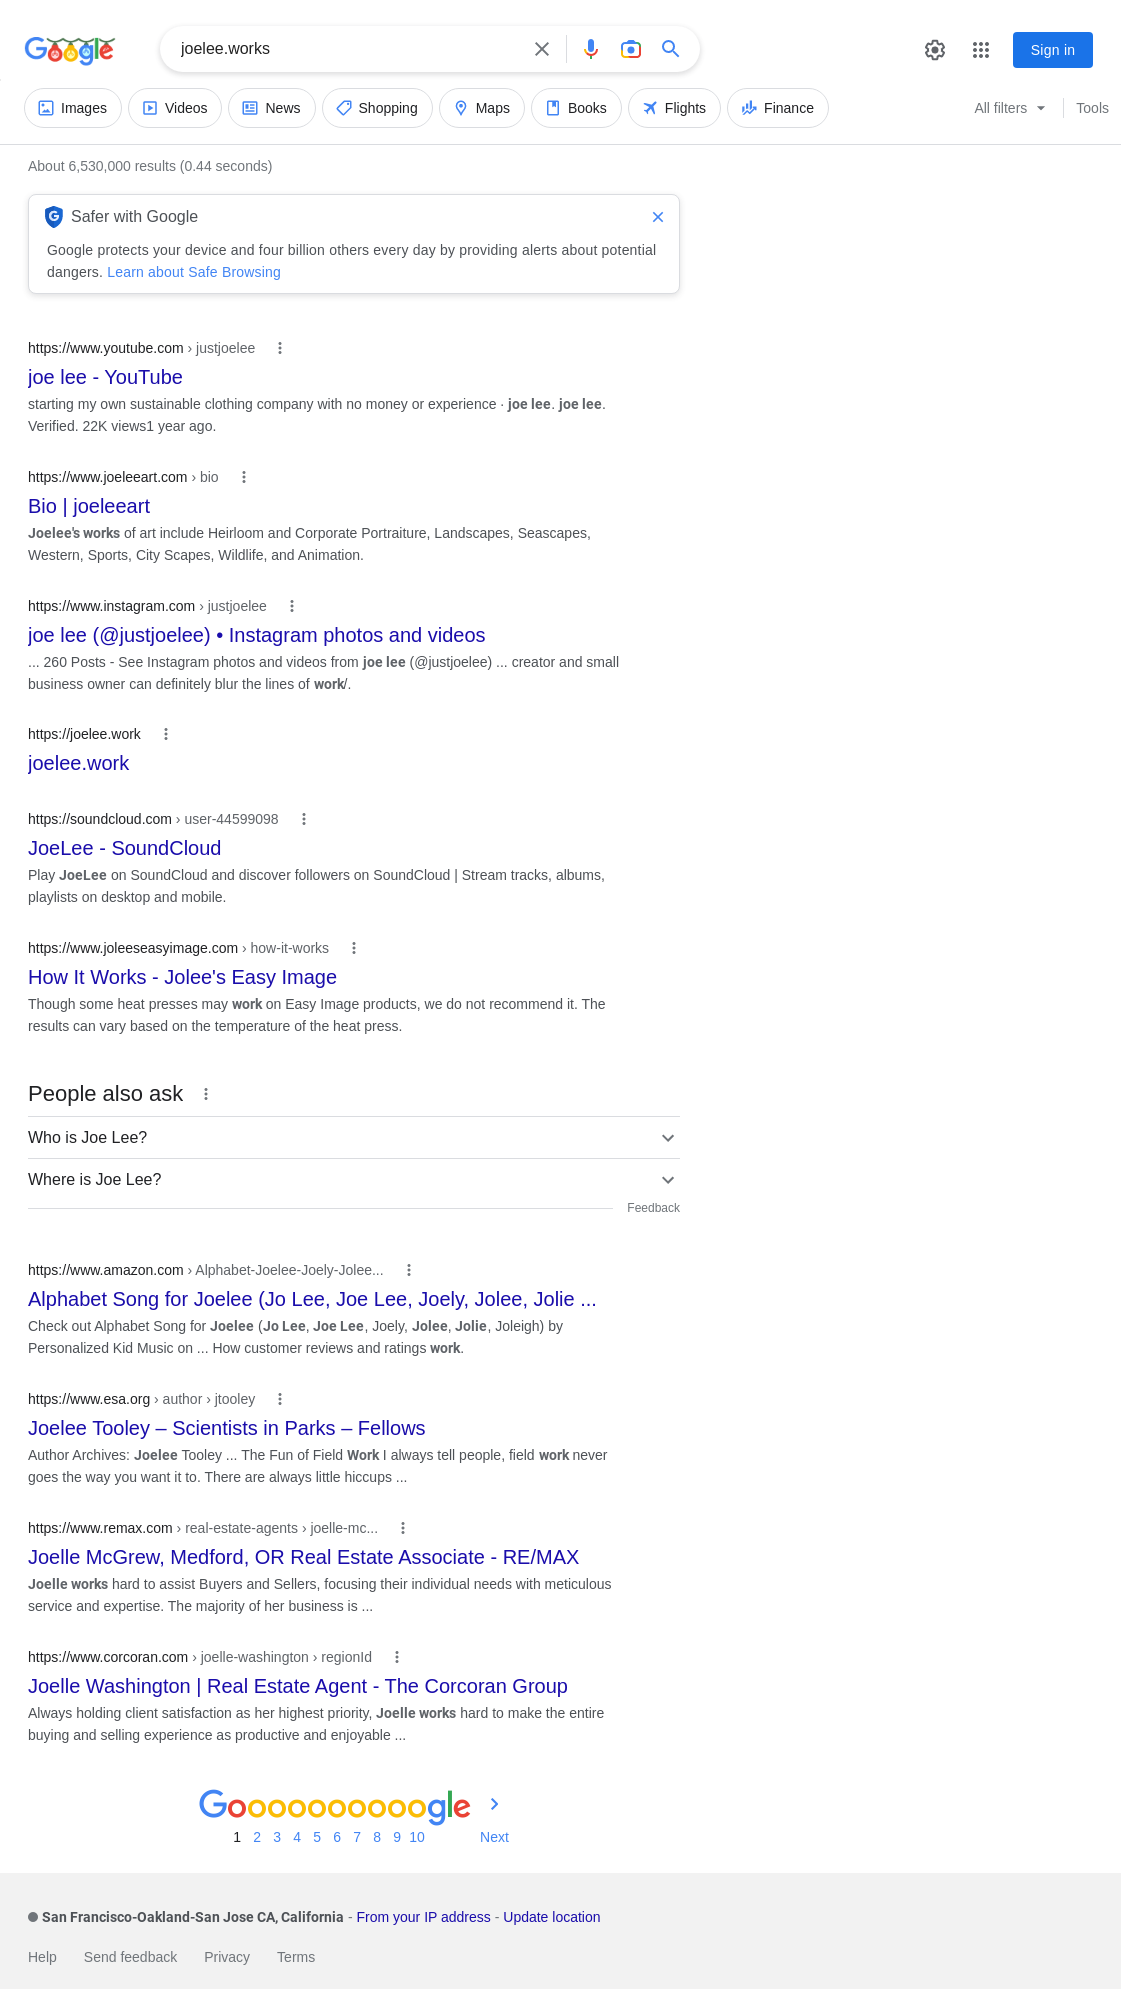 Google
joelee.works
Sign in
Images Videos News Shopping Maps Books Flights Finance All filters Tools
About 6,530,000 results (0.44 seconds)
Safer with Google
Google protects your device and four billion others every day by providing alerts about potential
dangers. Learn about Safe Browsing
https://www.youtube.com › justjoelee
joe lee - YouTube
starting my own sustainable clothing company with no money or experience · joe lee. joe lee.
Verified. 22K views1 year ago.
https://www.joeleeart.com › bio
Bio | joeleeart
Joelee's works of art include Heirloom and Corporate Portraiture, Landscapes, Seascapes,
Western, Sports, City Scapes, Wildlife, and Animation.
https://www.instagram.com › justjoelee
joe lee (@justjoelee) • Instagram photos and videos
... 260 Posts - See Instagram photos and videos from joe lee (@justjoelee) ... creator and small
business owner can definitely blur the lines of work/.
https://joelee.work
joelee.work
https://soundcloud.com › user-44599098
JoeLee - SoundCloud
Play JoeLee on SoundCloud and discover followers on SoundCloud | Stream tracks, albums,
playlists on desktop and mobile.
https://www.joleeseasyimage.com › how-it-works
How It Works - Jolee's Easy Image
Though some heat presses may work on Easy Image products, we do not recommend it. The
results can vary based on the temperature of the heat press.
People also ask
Who is Joe Lee?
Where is Joe Lee?
Feedback
https://www.amazon.com › Alphabet-Joelee-Joely-Jolee...
Alphabet Song for Joelee (Jo Lee, Joe Lee, Joely, Jolee, Jolie ...
Check out Alphabet Song for Joelee (Jo Lee, Joe Lee, Joely, Jolee, Jolie, Joleigh) by
Personalized Kid Music on ... How customer reviews and ratings work.
https://www.esa.org › author › jtooley
Joelee Tooley – Scientists in Parks – Fellows
Author Archives: Joelee Tooley ... The Fun of Field Work I always tell people, field work never
goes the way you want it to. There are always little hiccups ...
https://www.remax.com › real-estate-agents › joelle-mc...
Joelle McGrew, Medford, OR Real Estate Associate - RE/MAX
Joelle works hard to assist Buyers and Sellers, focusing their individual needs with meticulous
service and expertise. The majority of her business is ...
https://www.corcoran.com › joelle-washington › regionId
Joelle Washington | Real Estate Agent - The Corcoran Group
Always holding client satisfaction as her highest priority, Joelle works hard to make the entire
buying and selling experience as productive and enjoyable ...
Goooooooooogle
1 2 3 4 5 6 7 8 9 10 Next
San Francisco-Oakland-San Jose CA, California - From your IP address - Update location
Help Send feedback Privacy Terms